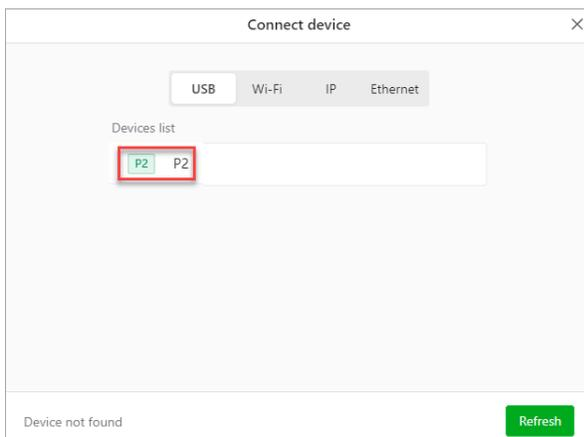 Connect device
USB Wi-Fi IP Ethernet
Devices list
P2 P2
Device not found Refresh